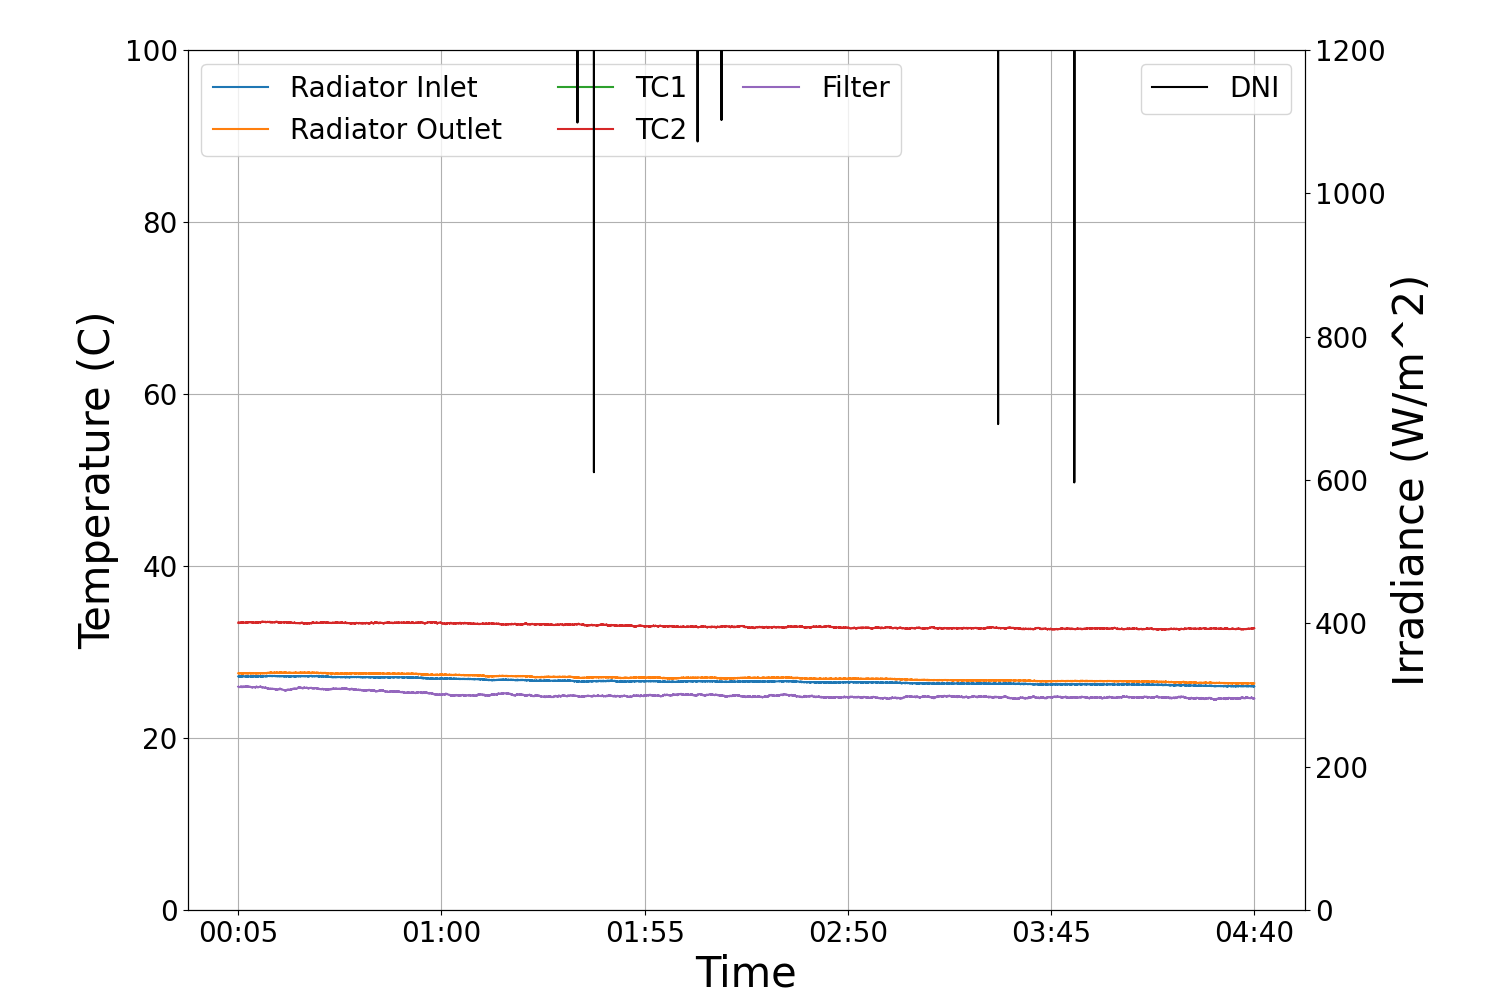 100
80
60
40
20
0
Temperature (C)
Radiator Inlet
Radiator Outlet
TC1
TC2
Filter
DNI
1200
1000
800
600
400
200
0
Irradiance (W/m^2)
00:05 01:00 01:55 02:50 03:45 04:40
Time